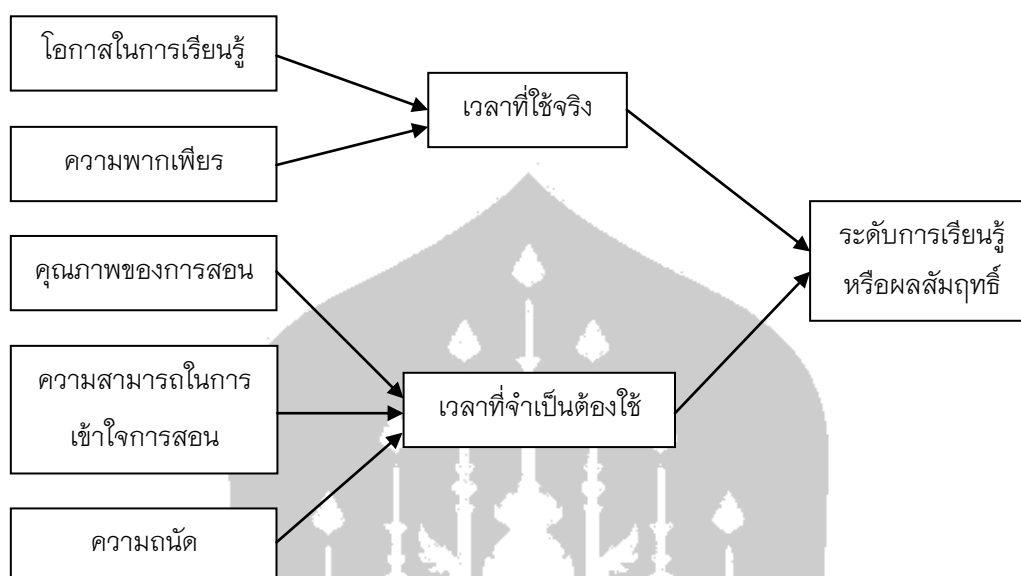 โอกาสในการเรียนรู้
ความพากเพียร
คุณภาพของการสอน
ความสามารถในการ
เข้าใจการสอน
ความถนัด
เวลาที่ใช้จริง
เวลาที่จำเป็นต้องใช้
ระดับการเรียนรู้
หรือผลสัมฤทธิ์